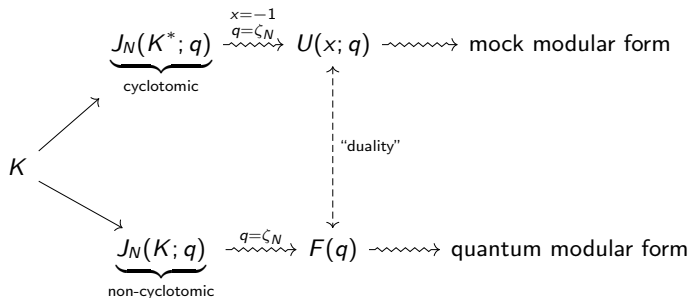 x=−1
q=ζ_N
J_N(K*; q) U(x; q) mock modular form
cyclotomic
"duality"
K
q=ζ_N
J_N(K; q) F(q) quantum modular form
non-cyclotomic